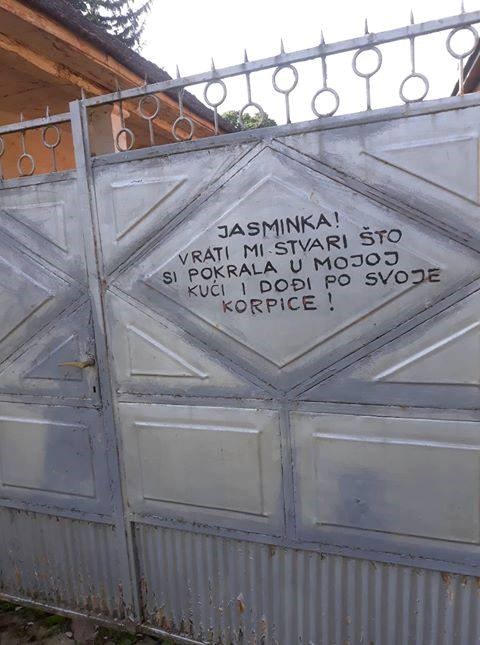 JASMINKA!
VRATI MI STVARI ŠTO
SI POKRALA U MOJOJ
KUĆI I DOĐI PO SVOJE
KORPICE!